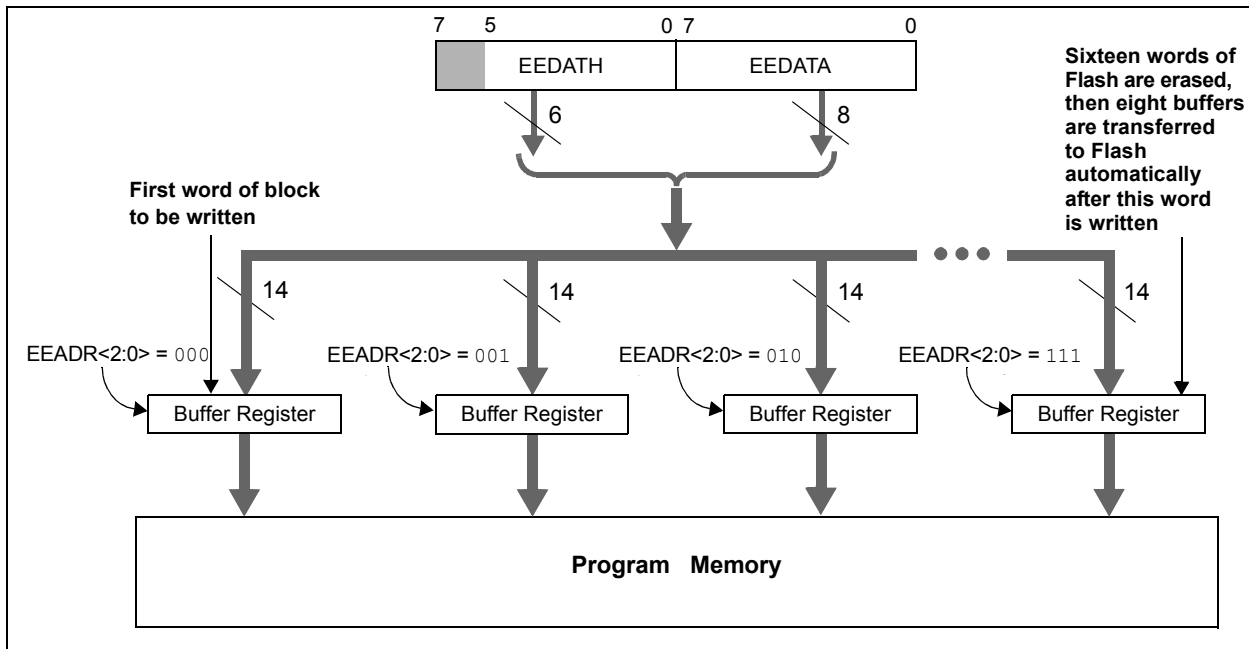 7 5 0 7 0
EEDATH EEDATA
6 8
First word of block
to be written
Sixteen words of
Flash are erased,
then eight buffers
are transferred
to Flash
automatically
after this word
is written
14 14 14 14
EEADR<2:0> = 000 EEADR<2:0> = 001 EEADR<2:0> = 010 EEADR<2:0> = 111
Buffer Register Buffer Register Buffer Register Buffer Register
Program Memory